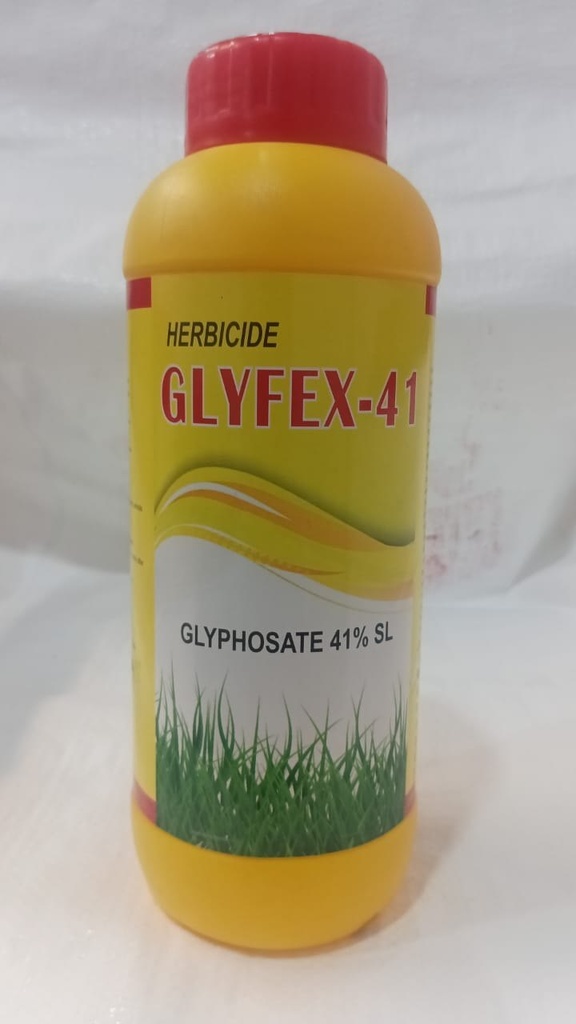 HERBICIDE
GLYFEX-41
GLYPHOSATE 41% SL